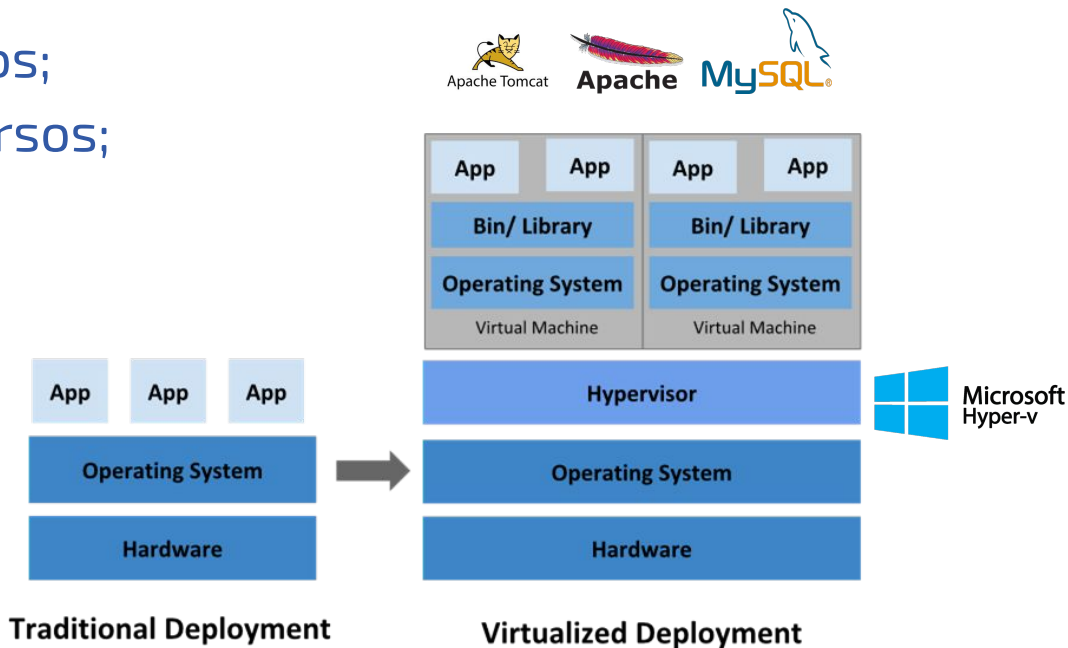 os;
rsos;
Apache Tomcat
Apache
MySQL®
App App App App
Bin/ Library Bin/ Library
Operating System Operating System
Virtual Machine Virtual Machine
App App App
Hypervisor
Microsoft
Hyper-v
Operating System
Operating System
Hardware
Hardware
Traditional Deployment
Virtualized Deployment